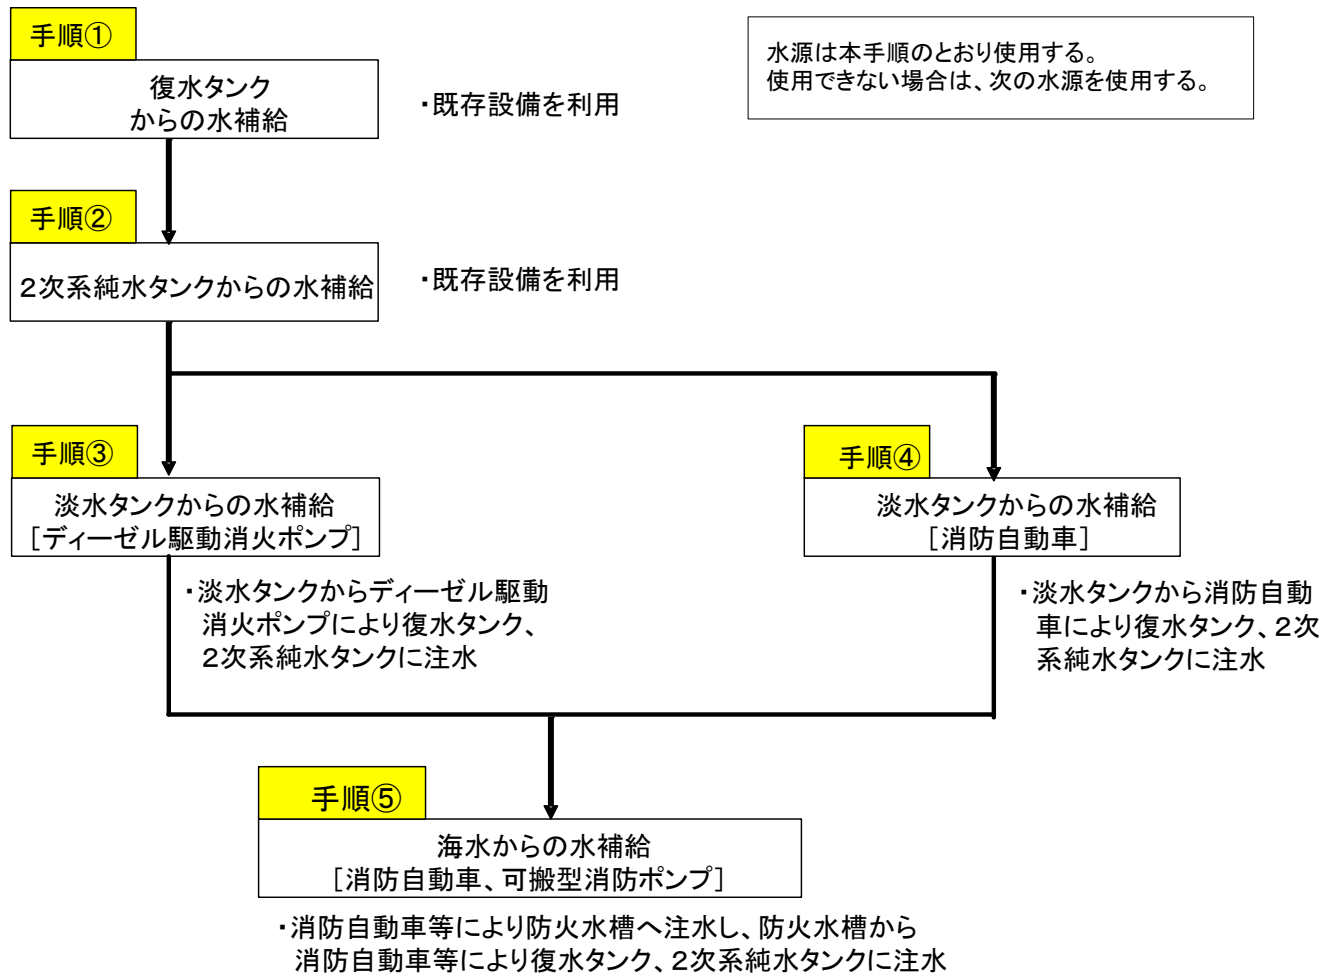 手順①
復水タンク
からの水補給
・既存設備を利用
水源は本手順のとおり使用する。
使用できない場合は、次の水源を使用する。
手順②
２次系純水タンクからの水補給
・既存設備を利用
手順③
淡水タンクからの水補給
[ディーゼル駆動消火ポンプ]
・淡水タンクからディーゼル駆動
消火ポンプにより復水タンク、
２次系純水タンクに注水
手順④
淡水タンクからの水補給
[消防自動車]
・淡水タンクから消防自動
車により復水タンク、２次
系純水タンクに注水
手順⑤
海水からの水補給
[消防自動車、可搬型消防ポンプ]
・消防自動車等により防火水槽へ注水し、防火水槽から
消防自動車等により復水タンク、２次系純水タンクに注水